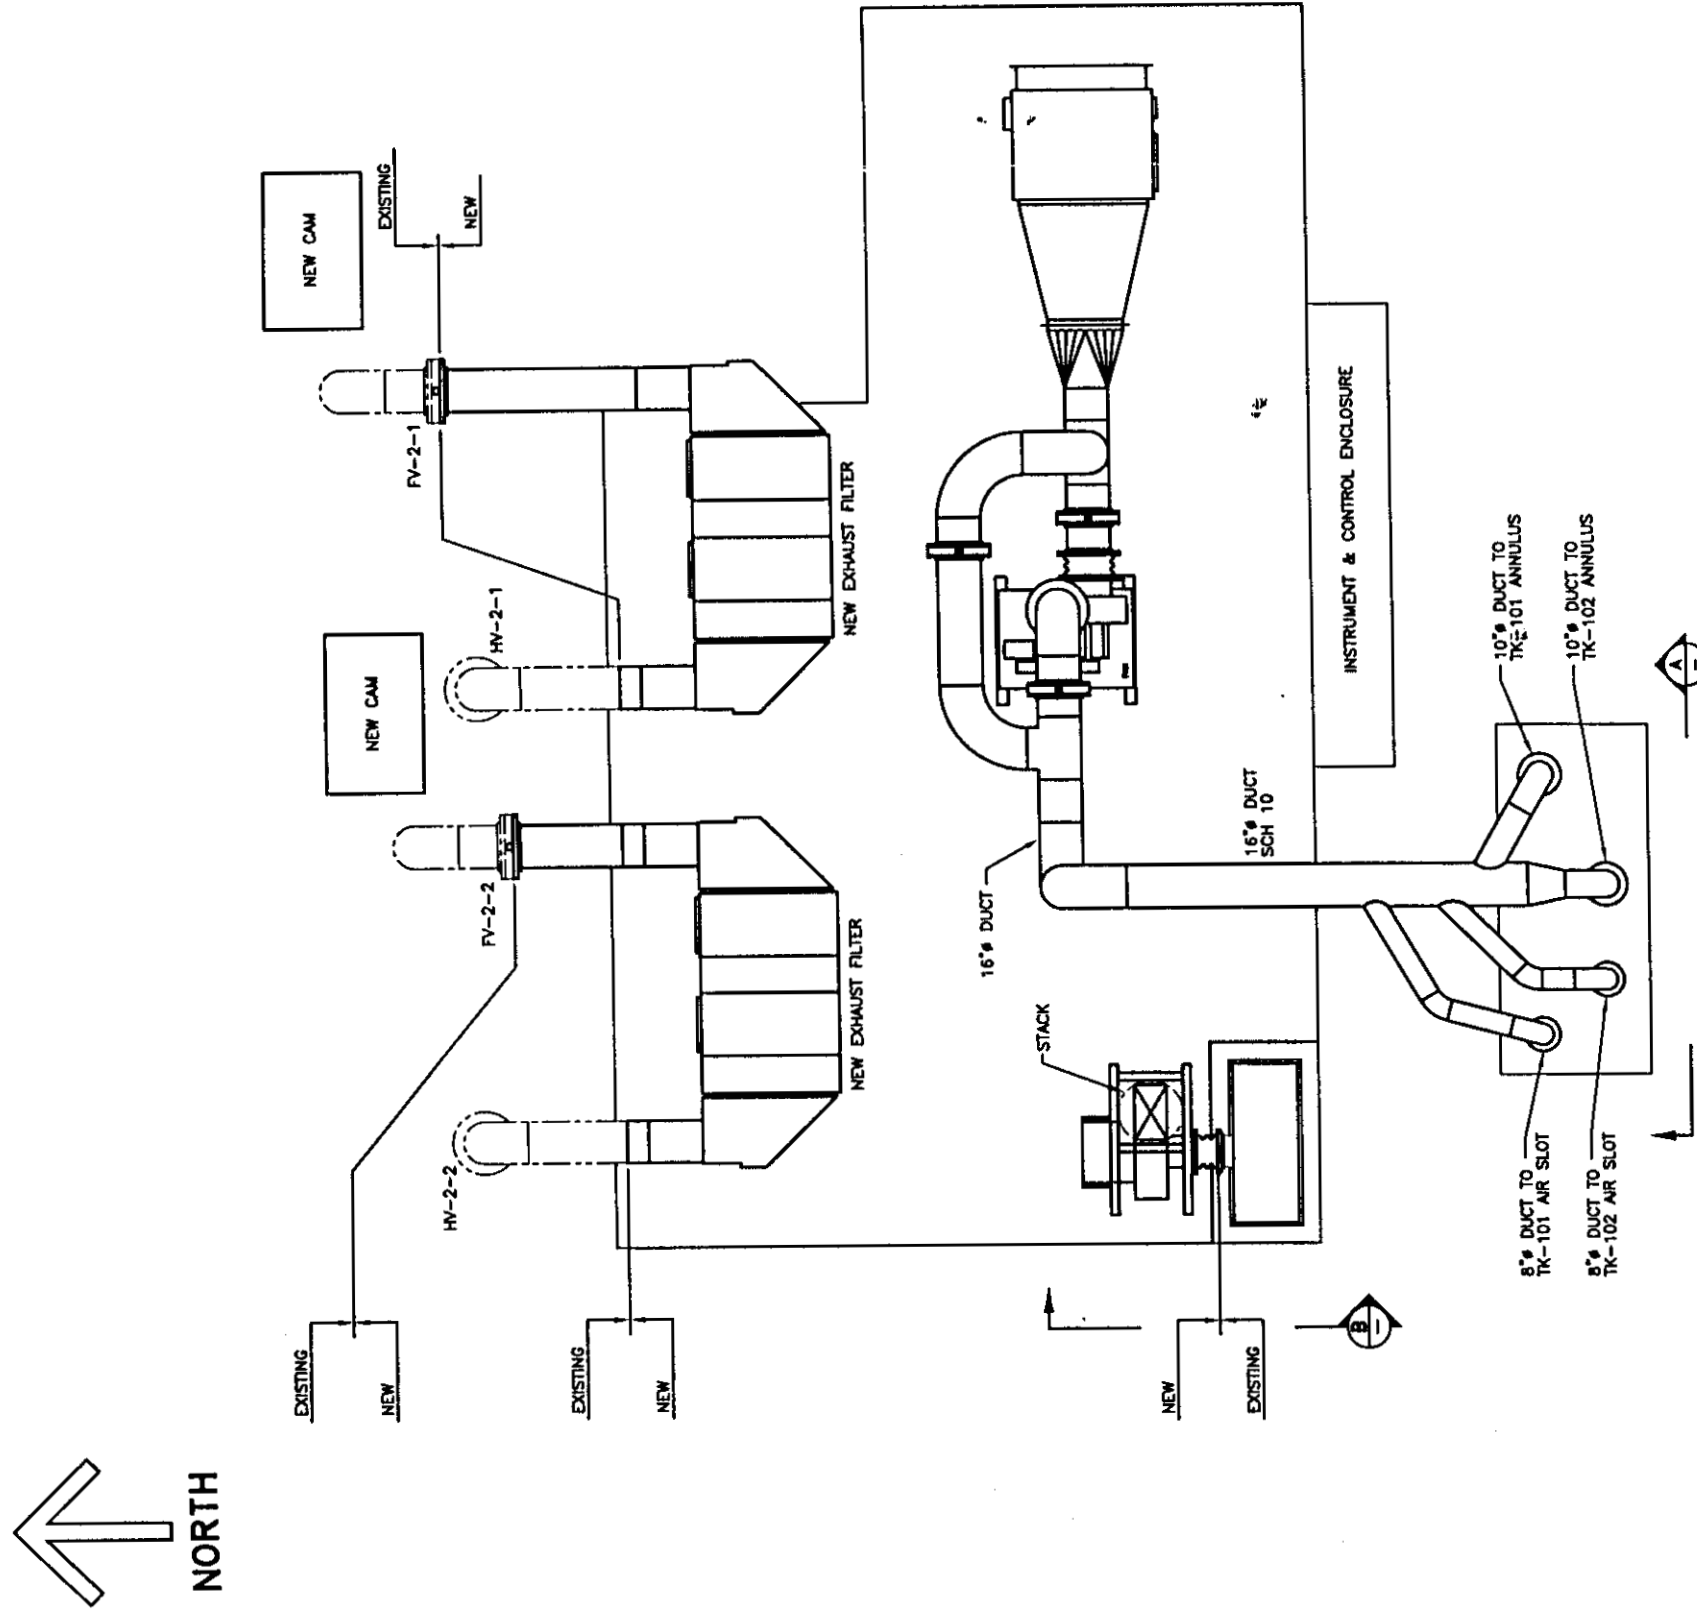 NORTH
EXISTING
NEW
NEW CAM
FV-2-1
HV-2-1
NEW EXHAUST FILTER
NEW CAM
FV-2-2
HV-2-2
NEW EXHAUST FILTER
EXISTING
NEW
EXISTING
NEW
NEW
EXISTING
STACK
16"ø DUCT
16"ø DUCT
SCH 10
INSTRUMENT & CONTROL ENCLOSURE
10"ø DUCT TO
TK-101 ANNULUS
10"ø DUCT TO
TK-102 ANNULUS
8"ø DUCT TO
TK-101 AIR SLOT
8"ø DUCT TO
TK-102 AIR SLOT
A
B